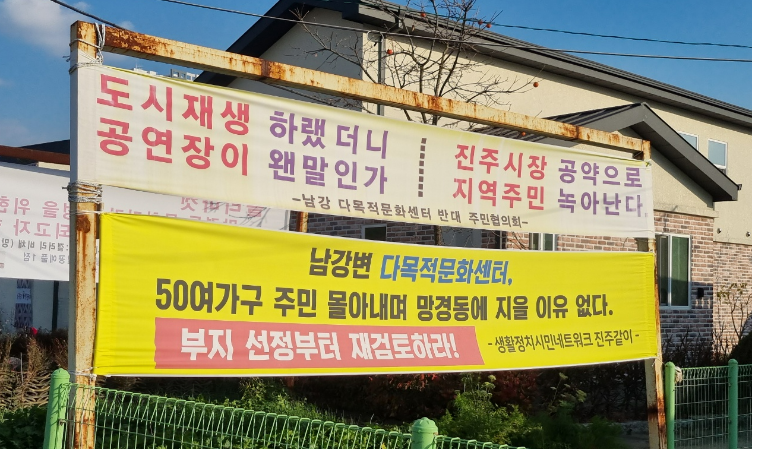 도시재생 하랬더니
공연장이 왠말인가
진주시장 공약으로
지역주민 녹아난다
-남강 다목적문화센터 반대 주민협의회-
남강변 다목적문화센터,
50여가구 주민 몰아내며 망경동에 지을 이유 없다.
부지 선정부터 재검토하라!
-생활정치시민네트워크 진주같이-